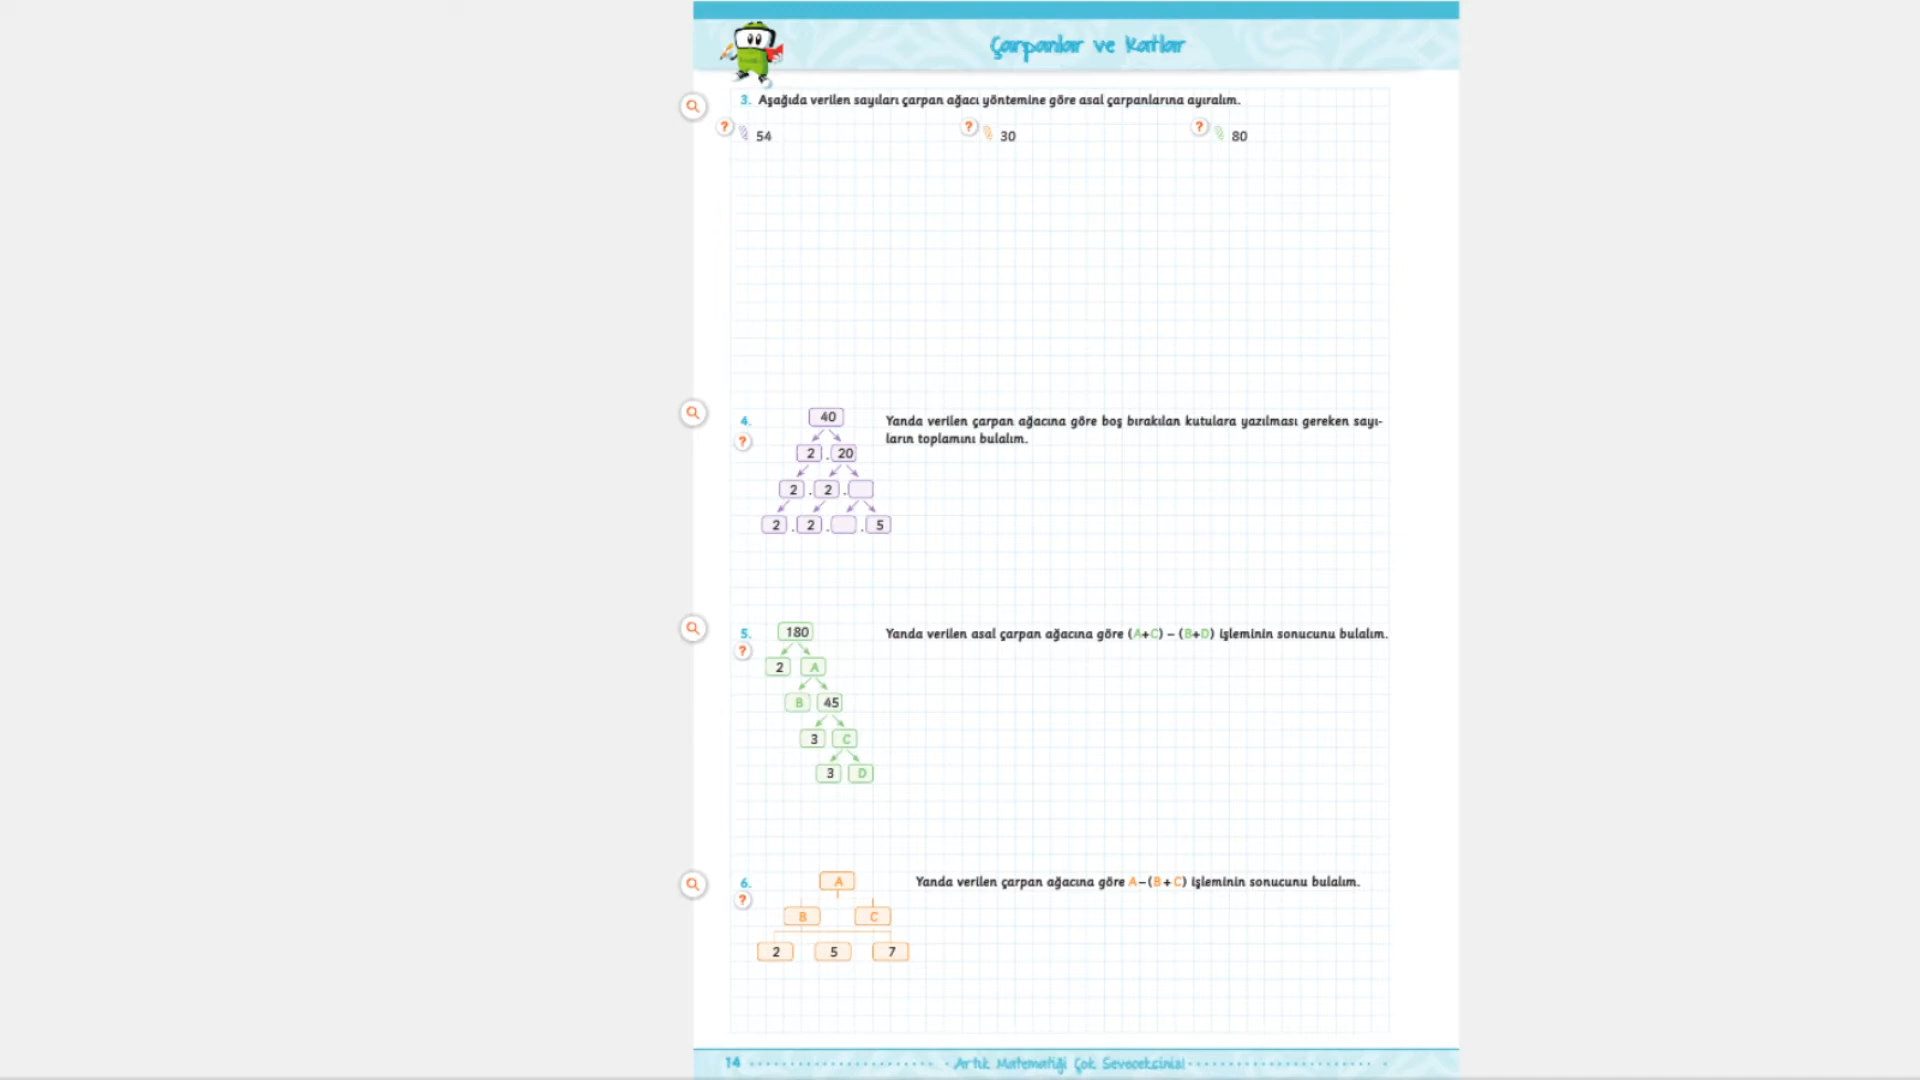 Çarpanlar ve Katlar
3. Aşağıda verilen sayıları çarpan ağacı yöntemine göre asal çarpanlarına ayıralım.
? 54 ? 30 ? 80
4. 40
? Yanda verilen çarpan ağacına göre boş bırakılan kutulara yazılması gereken sayı-
ların toplamını bulalım.
2 . 20
2 . 2 .
2 . 2 . . 5
5. 180 Yanda verilen asal çarpan ağacına göre (A+C) – (B+D) işleminin sonucunu bulalım.
?
2 A
B 45
3 C
3 D
6. A Yanda verilen çarpan ağacına göre A–(B+C) işleminin sonucunu bulalım.
?
B C
2 5 7
14 Artık Matematiği Çok Seveceksiniz!